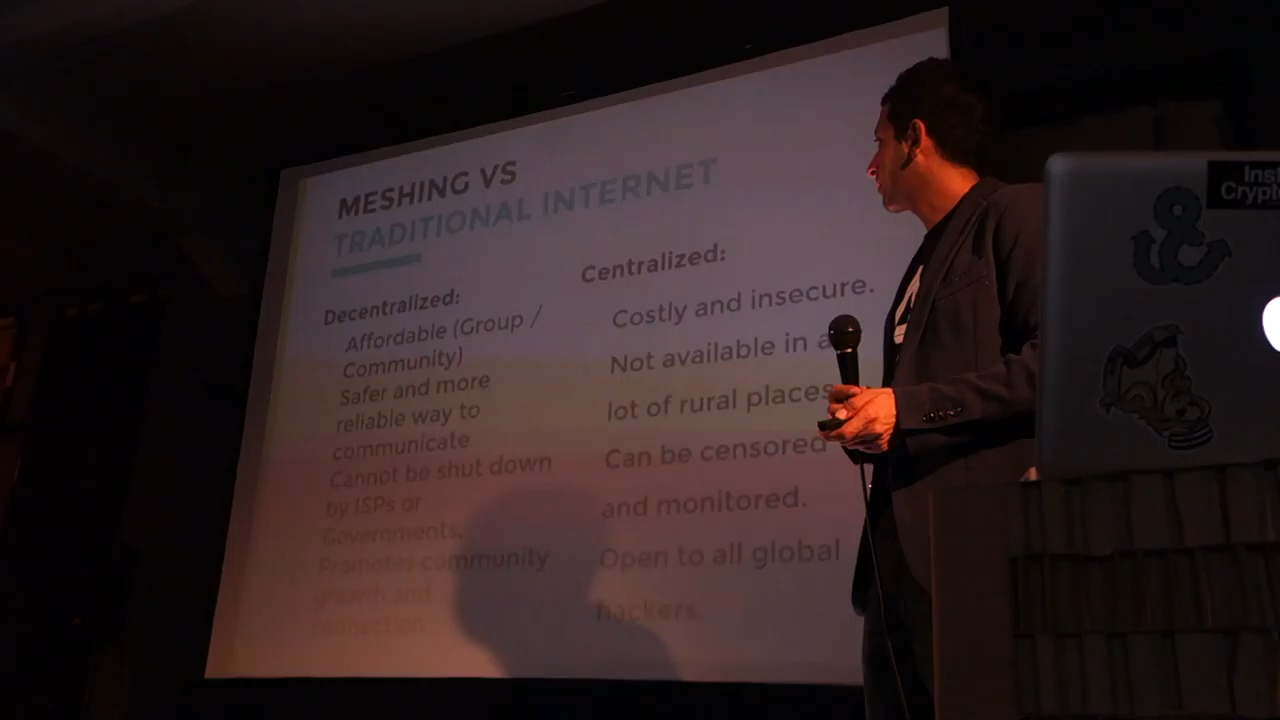 MESHING VS
TRADITIONAL INTERNET
Decentralized:
Affordable (Group /
Community)
Safer and more
reliable way to
communicate
Cannot be shut down
by ISPs or
Governments.
Promotes community
growth and
Centralized:
Costly and insecure.
Not available in a
lot of rural places
Can be censored
and monitored.
Open to all global
hackers.
Inst
Crypt